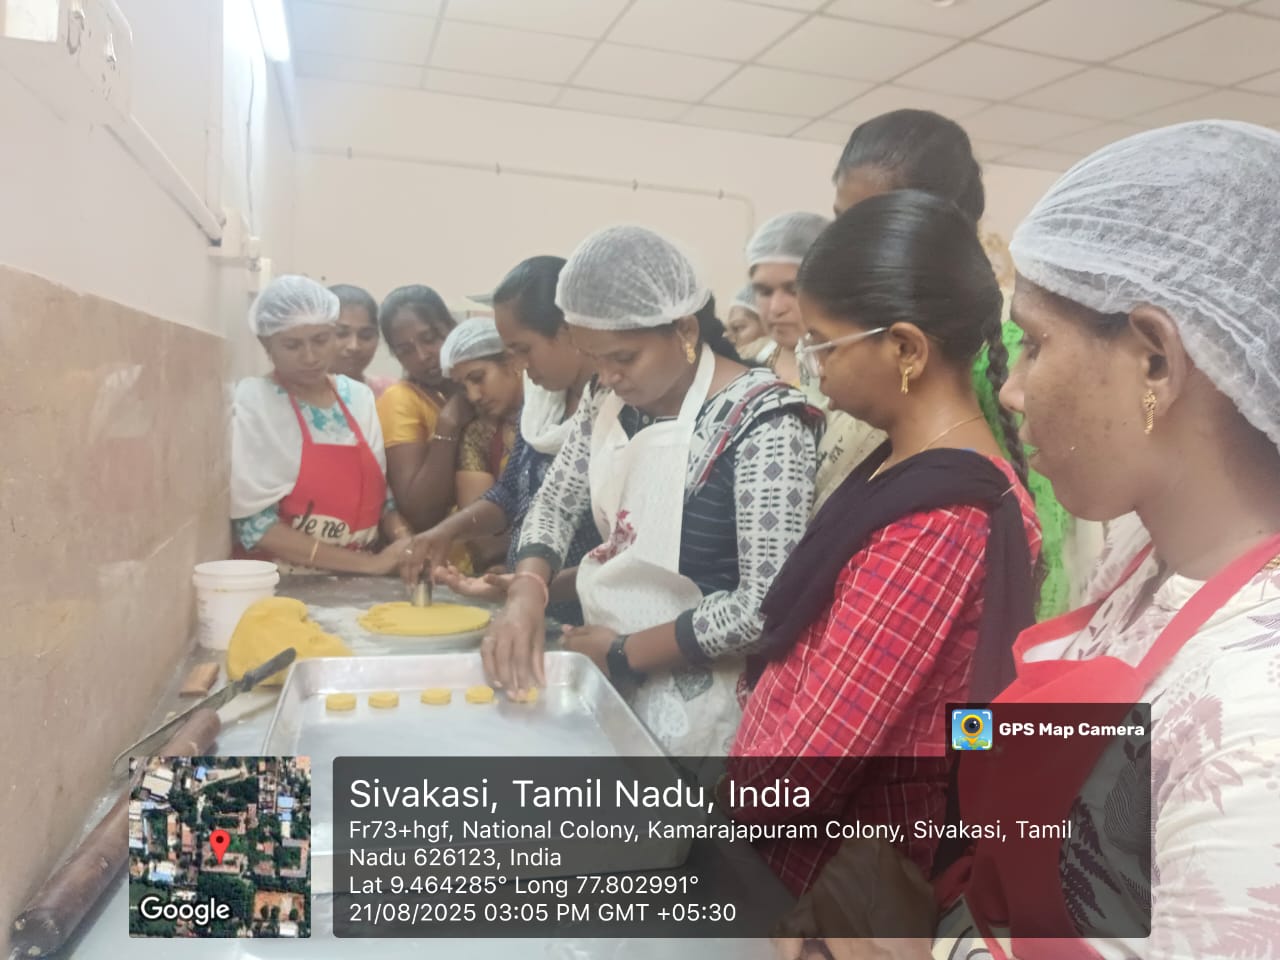 GPS Map Camera
Sivakasi, Tamil Nadu, India
Fr73+hgf, National Colony, Kamarajapuram Colony, Sivakasi, Tamil
Nadu 626123, India
Lat 9.464285° Long 77.802991°
21/08/2025 03:05 PM GMT +05:30
Google